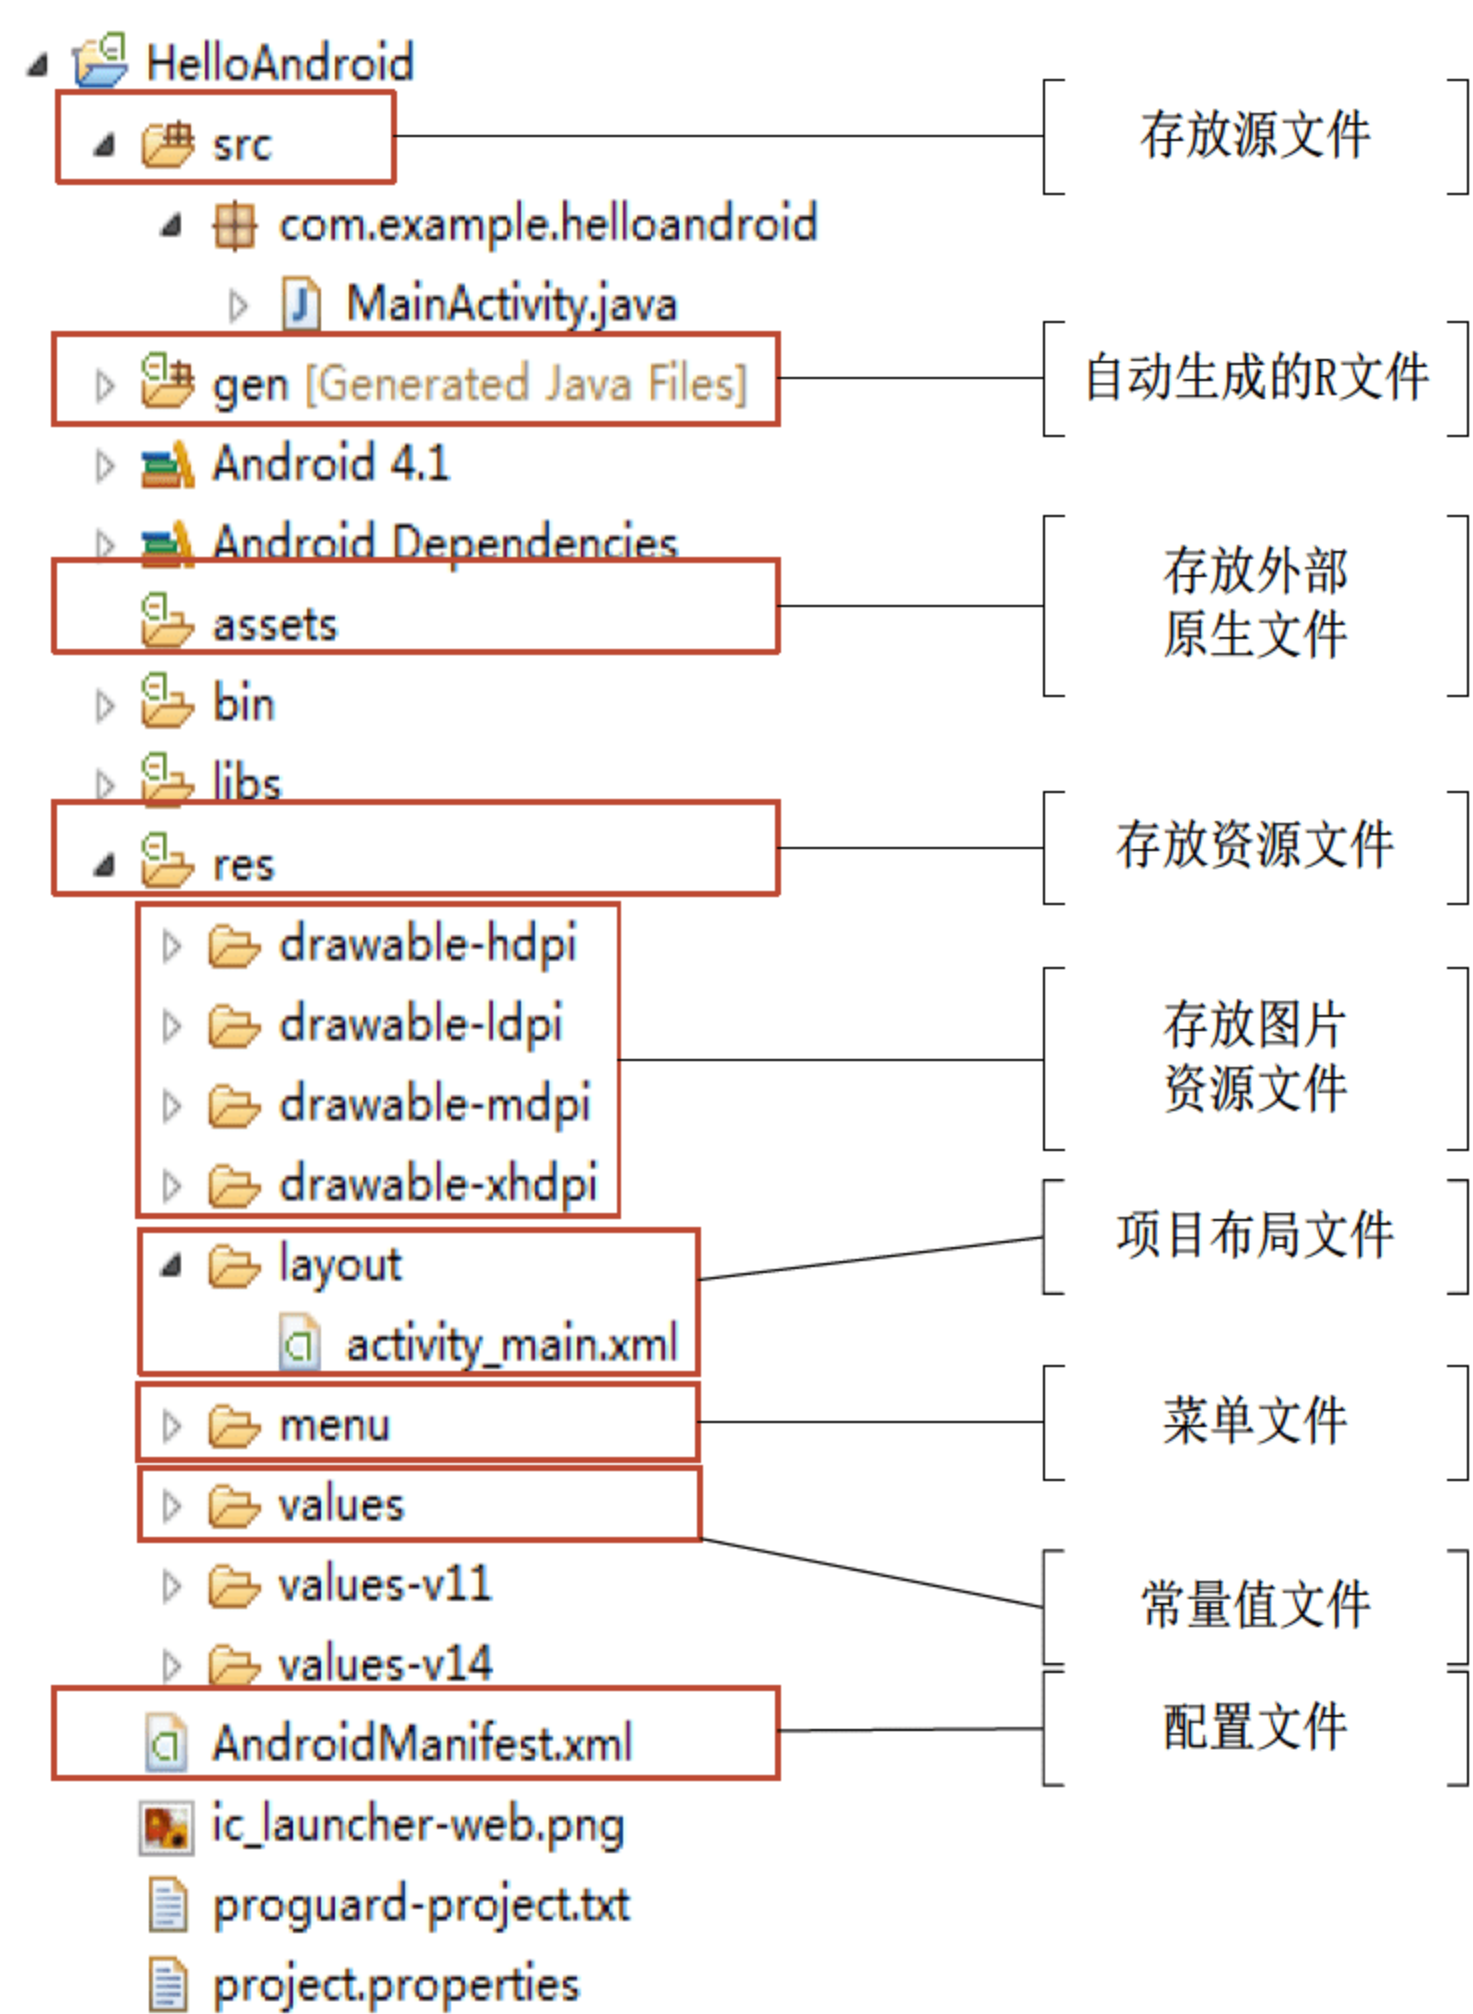 HelloAndroid
src
存放源文件
com.example.helloandroid
MainActivity.java
gen [Generated Java Files]
自动生成的R文件
Android 4.1
Android Dependencies
assets
存放外部
原生文件
bin
libs
res
存放资源文件
drawable-hdpi
drawable-ldpi
drawable-mdpi
drawable-xhdpi
存放图片
资源文件
layout
项目布局文件
activity_main.xml
menu
菜单文件
values
常量值文件
values-v11
values-v14
AndroidManifest.xml
配置文件
ic_launcher-web.png
proguard-project.txt
project.properties